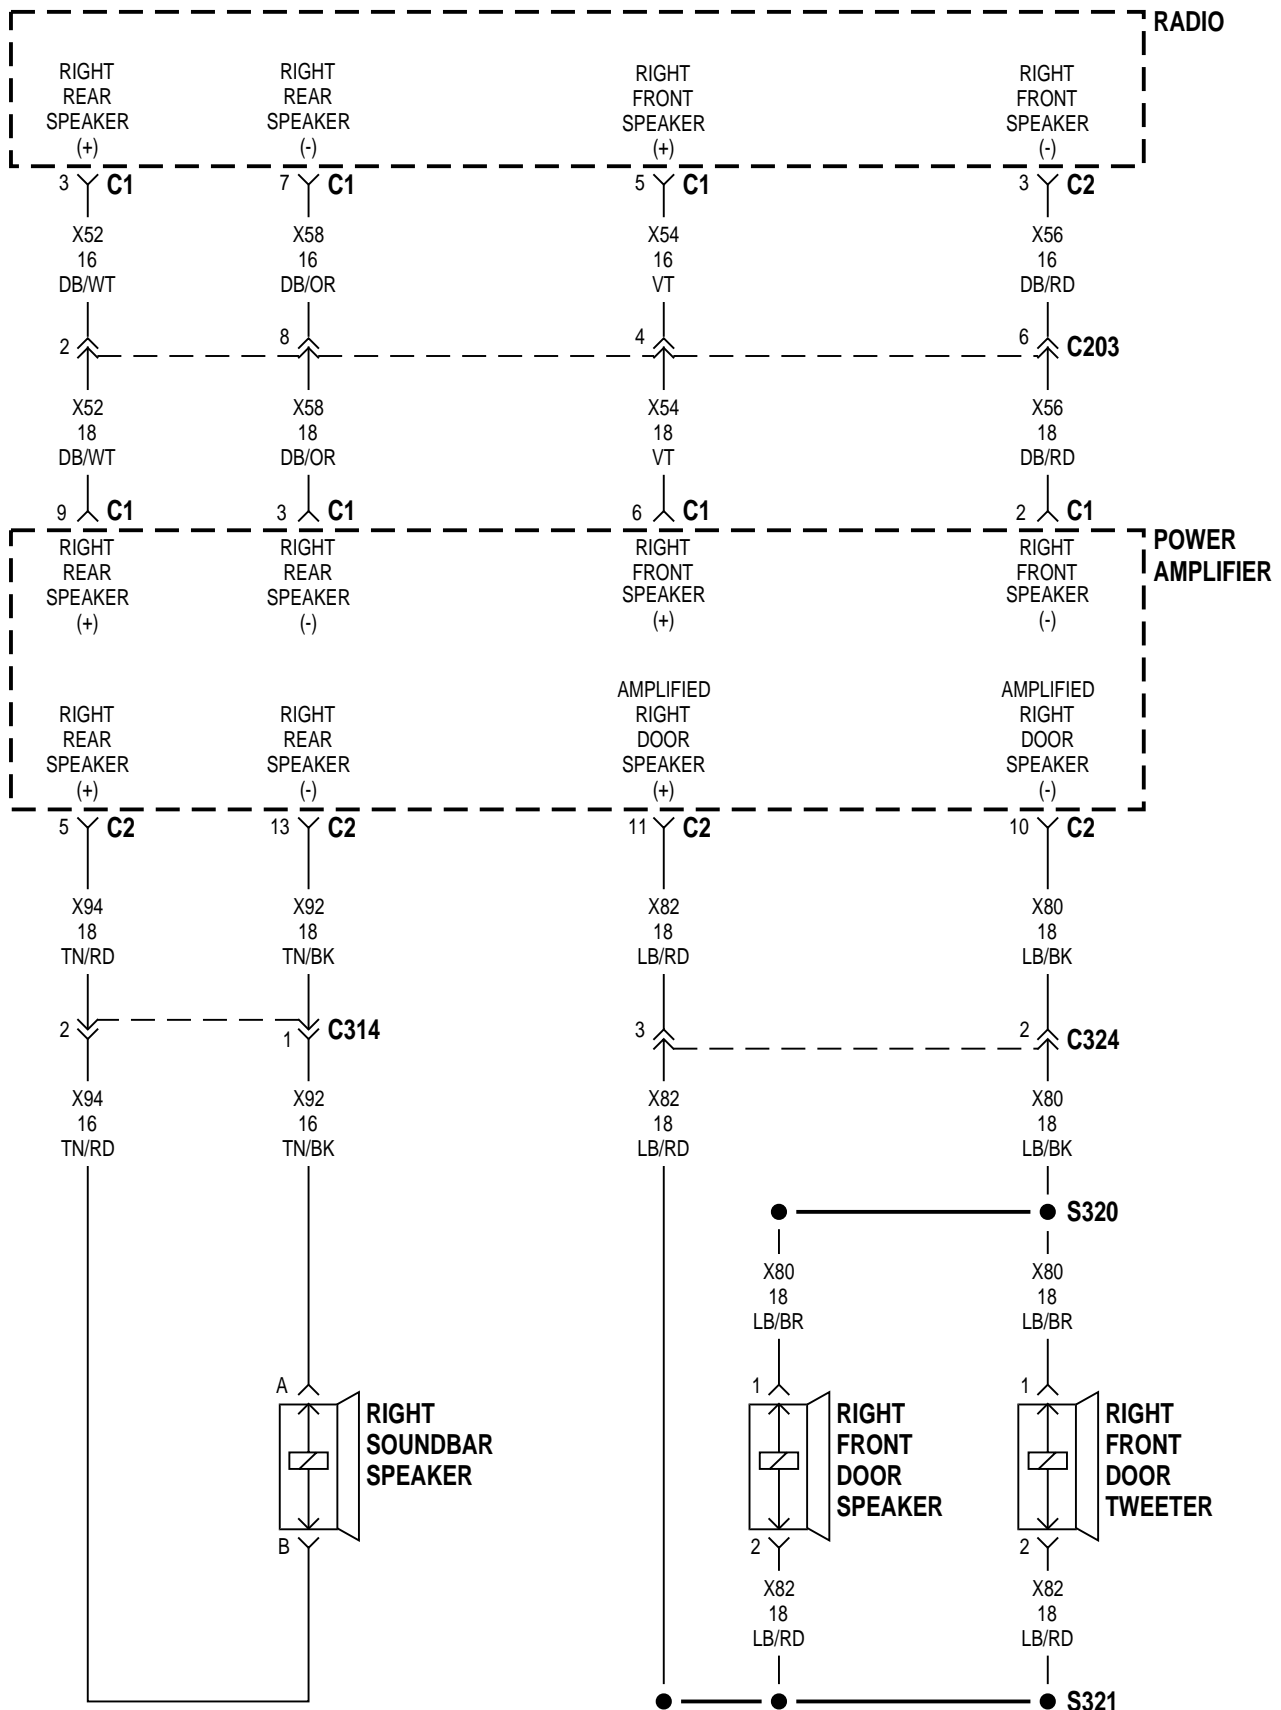 RADIO
RIGHT RIGHT RIGHT RIGHT
REAR REAR FRONT FRONT
SPEAKER SPEAKER SPEAKER SPEAKER
(+) (-) (+) (-)
3 C1 7 C1 5 C1 3 C2
X52 X58 X54 X56
16 16 16 16
DB/WT DB/OR VT DB/RD
2 8 4 6 C203
X52 X58 X54 X56
18 18 18 18
DB/WT DB/OR VT DB/RD
9 C1 3 C1 6 C1 2 C1
POWER
AMPLIFIER
RIGHT RIGHT RIGHT RIGHT
REAR REAR FRONT FRONT
SPEAKER SPEAKER SPEAKER SPEAKER
(+) (-) (+) (-)
AMPLIFIED AMPLIFIED
RIGHT RIGHT RIGHT RIGHT
REAR REAR DOOR DOOR
SPEAKER SPEAKER SPEAKER SPEAKER
(+) (-) (+) (-)
5 C2 13 C2 11 C2 10 C2
X94 X92 X82 X80
18 18 18 18
TN/RD TN/BK LB/RD LB/BK
2 1 C314 3 2 C324
X94 X92 X82 X80
16 16 18 18
TN/RD TN/BK LB/RD LB/BK
S320
X80 X80
18 18
LB/BR LB/BR
A 1 1
RIGHT RIGHT RIGHT
SOUNDBAR FRONT FRONT
SPEAKER DOOR DOOR
SPEAKER TWEETER
B 2 2
X82 X82
18 18
LB/RD LB/RD
S321